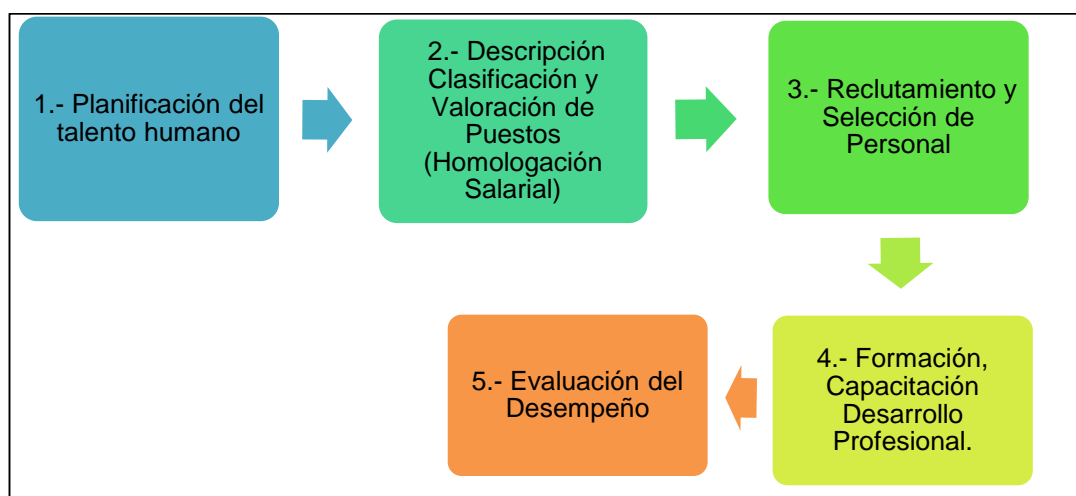 1.- Planificación del
talento humano
2.- Descripción
Clasificación y
Valoración de
Puestos
(Homologación
Salarial)
3.- Reclutamiento y
Selección de
Personal
4.- Formación,
Capacitación
Desarrollo
Profesional.
5.- Evaluación del
Desempeño